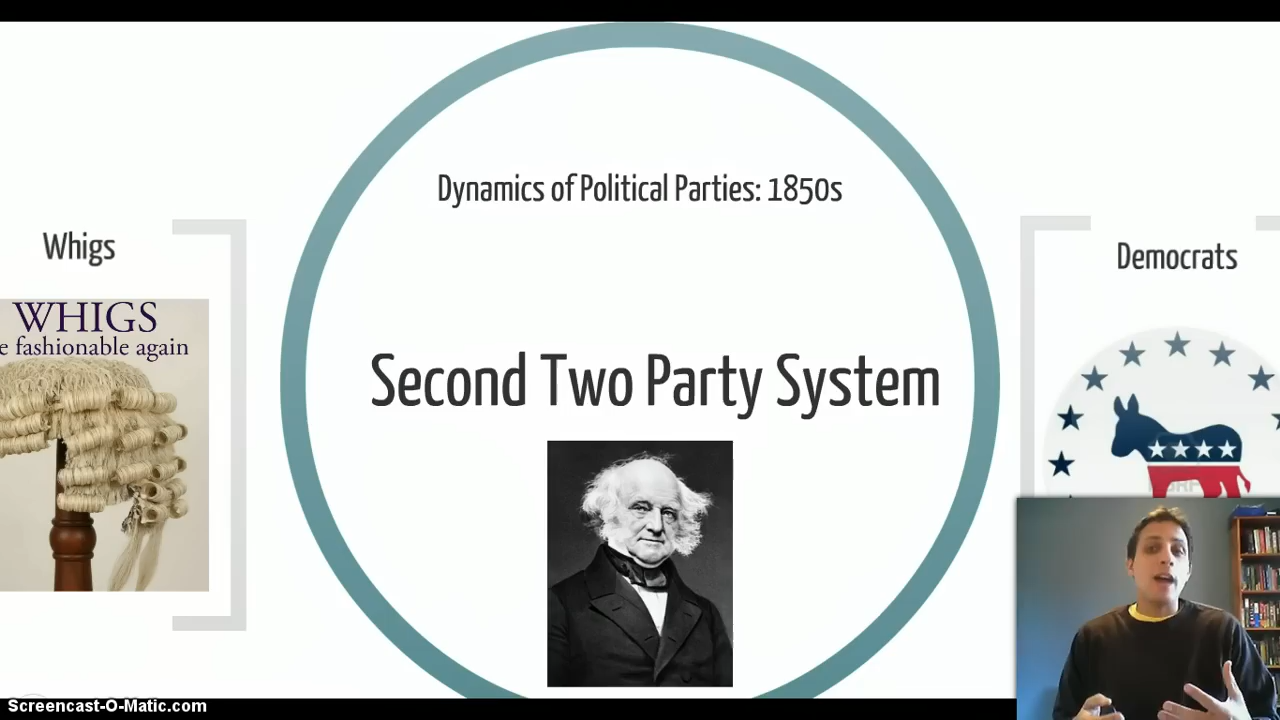 Dynamics of Political Parties: 1850s
Whigs
WHIGS
e fashionable again
Second Two Party System
Democrats
Screencast-O-Matic.com